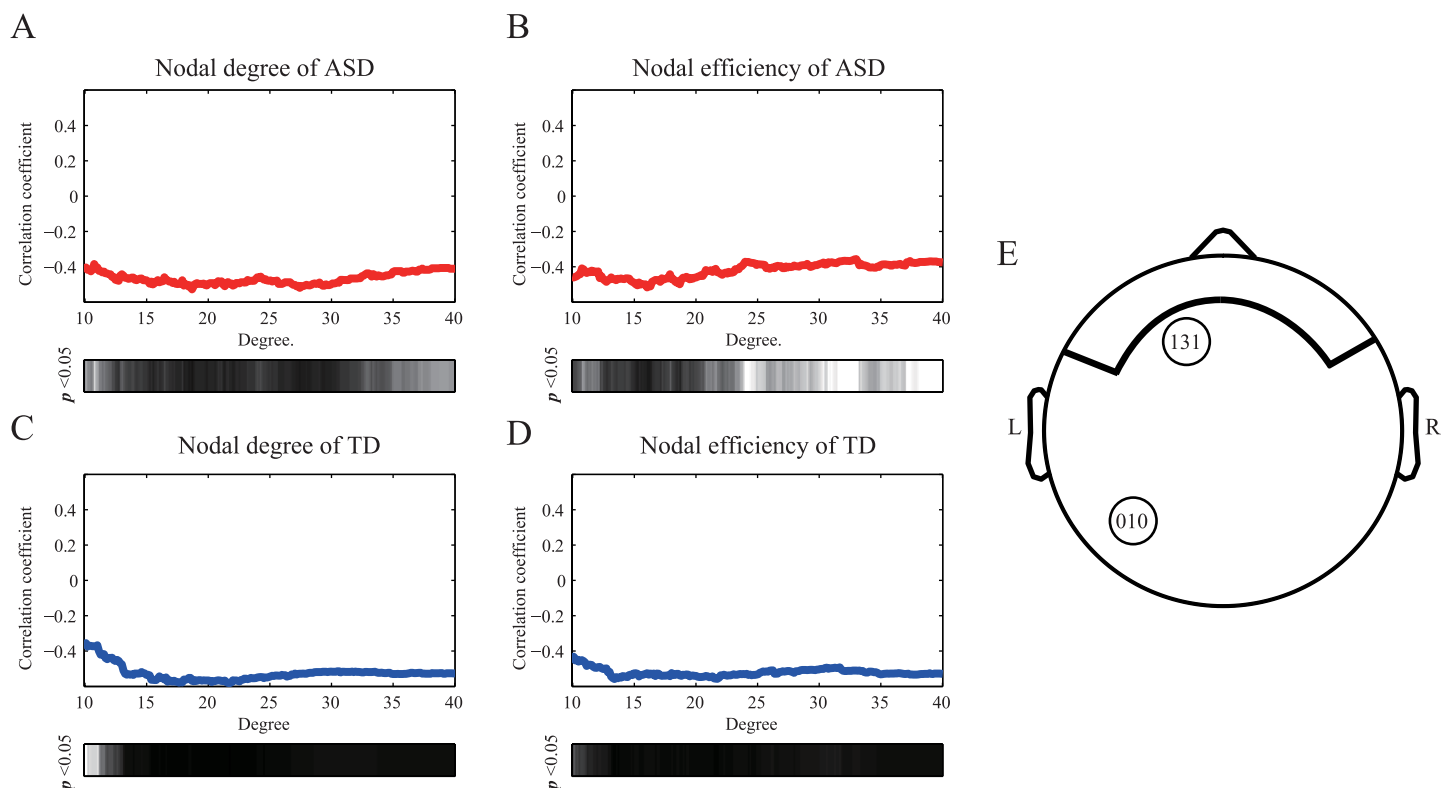 A
Nodal degree of ASD
Correlation coefficient
0.4
0.2
0
−0.2
−0.4
10 15 20 25 30 35 40
Degree.
p <0.05
B
Nodal efficiency of ASD
Correlation coefficient
0.4
0.2
0
−0.2
−0.4
10 15 20 25 30 35 40
Degree.
p <0.05
C
Nodal degree of TD
Correlation coefficient
0.4
0.2
0
−0.2
−0.4
10 15 20 25 30 35 40
Degree
p <0.05
D
Nodal efficiency of TD
Correlation coefficient
0.4
0.2
0
−0.2
−0.4
10 15 20 25 30 35 40
Degree
p <0.05
E
131
L
R
010